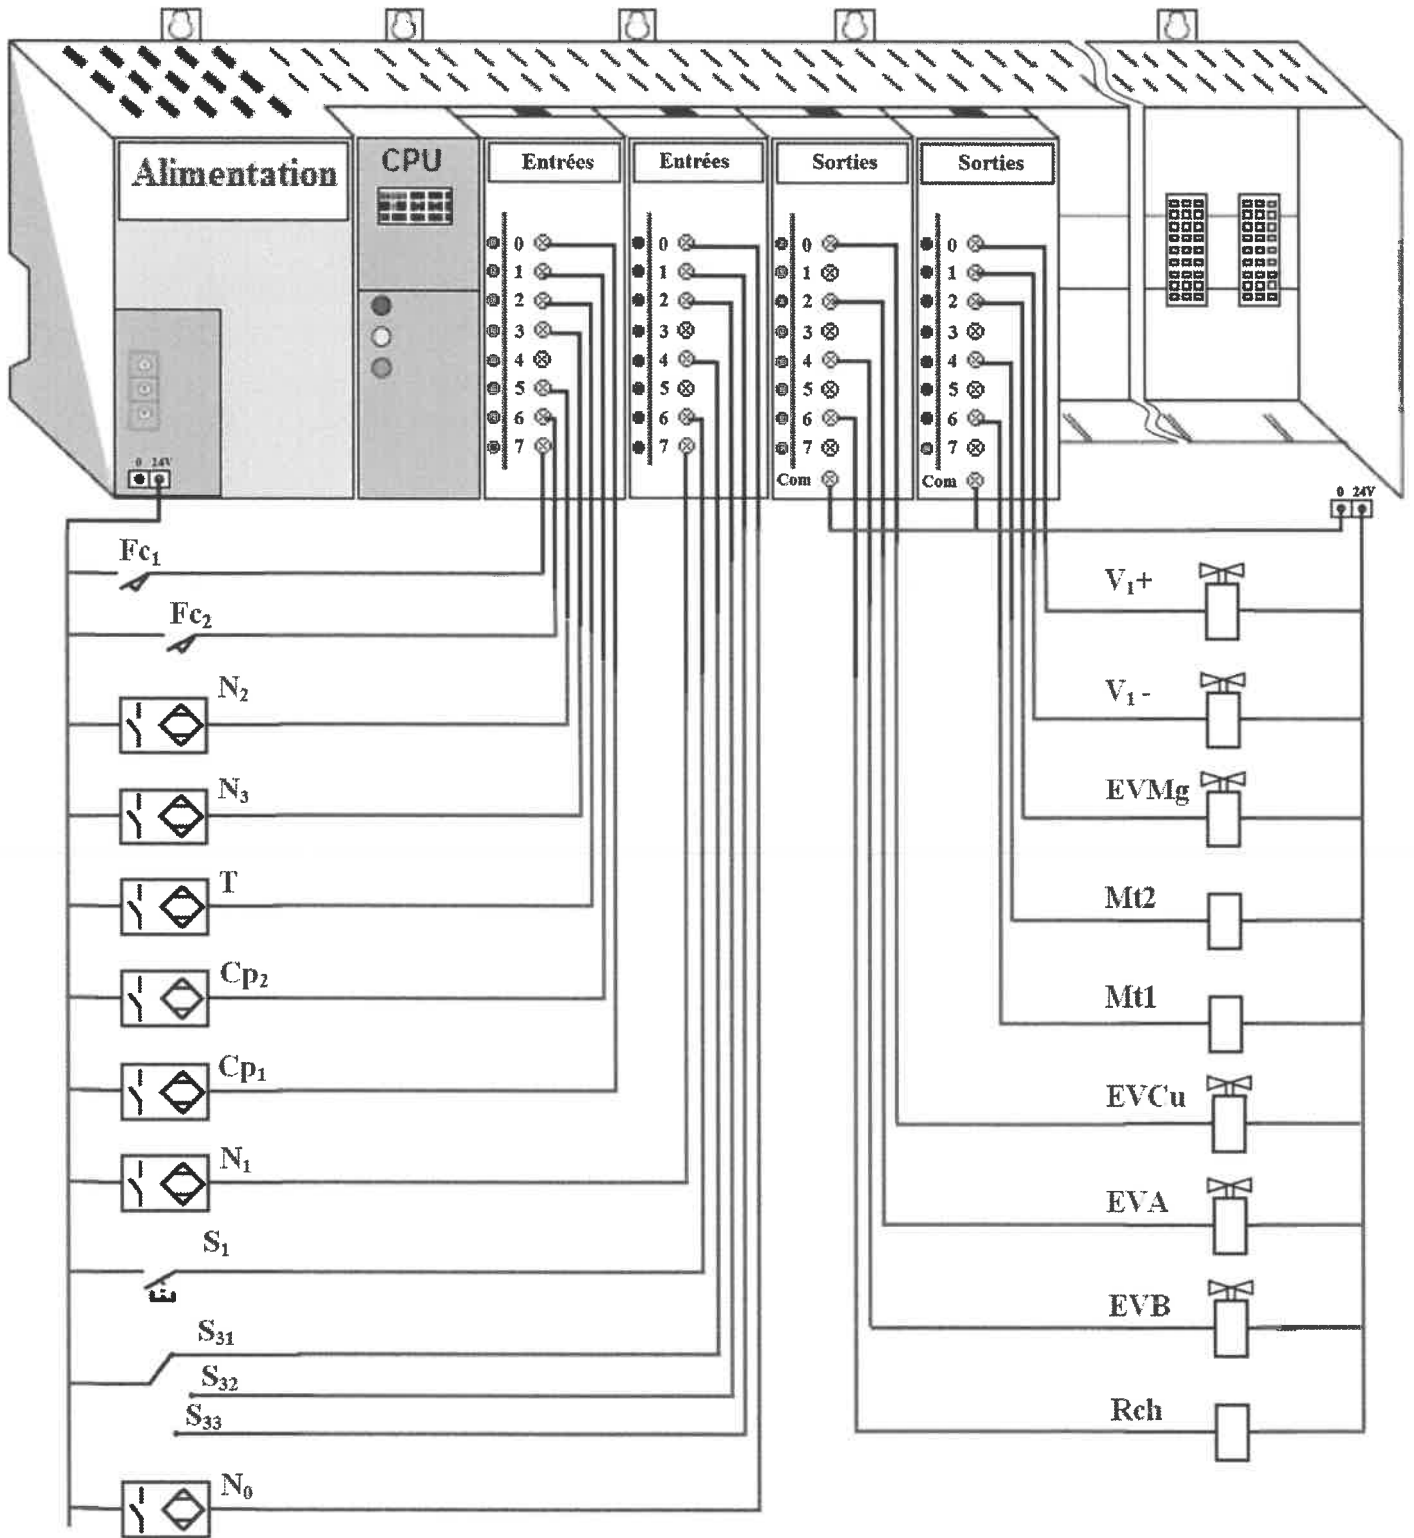 Alimentation
CPU
Entrées
Entrées
Sorties
Sorties
0 0 0 0
1 1 1 1
2 2 2 2
3 3 3 3
4 4 4 4
5 5 5 5
6 6 6 6
7 7 7 7
Com Com
0 24V
0 24V
Fc₁
Fc₂
N₂
N₃
T
Cp₂
Cp₁
N₁
S₁
S₃₁
S₃₂
S₃₃
N₀
V₁+
V₁-
EVMg
Mt2
Mt1
EVCu
EVA
EVB
Rch